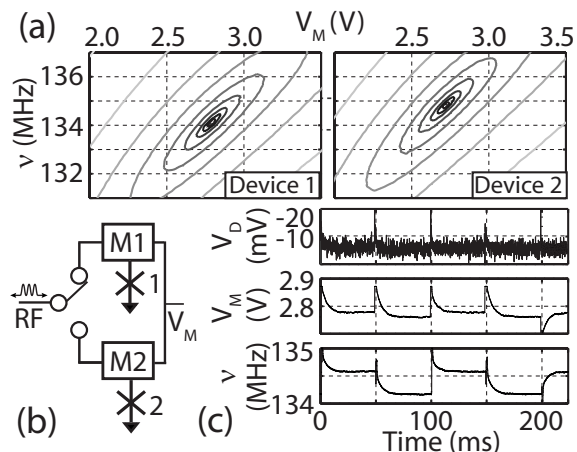 (a)
V_M (V)
2.0 2.5 3.0 2.5 3.0 3.5
ν (MHz)
136
134
132
Device 1
Device 2
(b)
RF
M1
1
M2
2
V_M
(c)
V_D (mV)
-20
-10
V_M (V)
2.9
2.8
ν (MHz)
135
134
0 100 200
Time (ms)